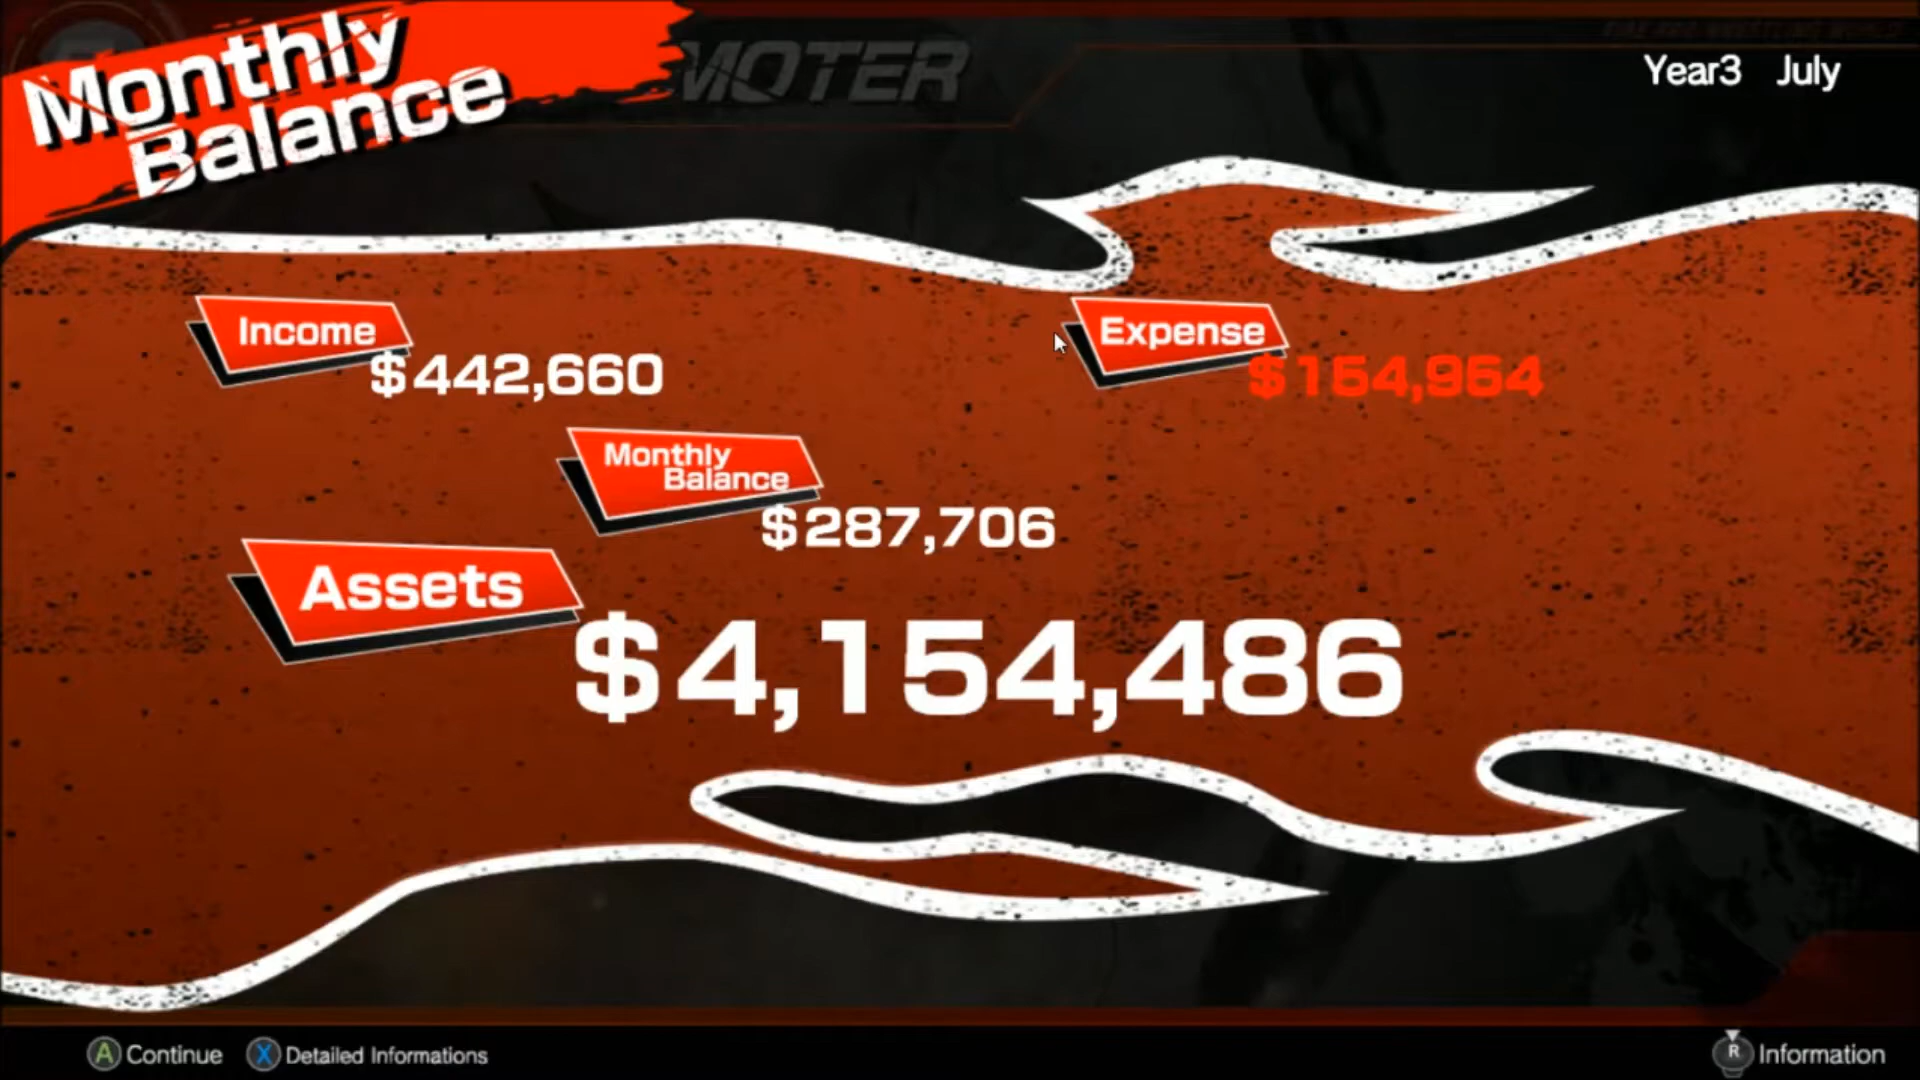 Monthly
Balance
MOTER
Year3 July
Income
$442,660
Expense
$154,954
Monthly
Balance
$287,706
Assets
$4,154,486
A Continue
X Detailed Informations
R Information